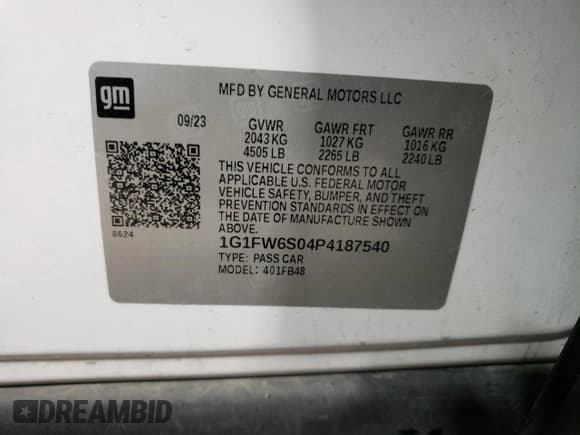 gm
MFD BY GENERAL MOTORS LLC
09/23 GVWR GAWR FRT GAWR RR
2043 KG 1027 KG 1016 KG
4505 LB 2265 LB 2240 LB
THIS VEHICLE CONFORMS TO ALL
APPLICABLE U.S. FEDERAL MOTOR
VEHICLE SAFETY, BUMPER, AND THEFT
PREVENTION STANDARDS IN EFFECT ON
THE DATE OF MANUFACTURE SHOWN
ABOVE.
8624
1G1FW6S04P4187540
TYPE: PASS CAR
MODEL: 401FB48
DREAMBID